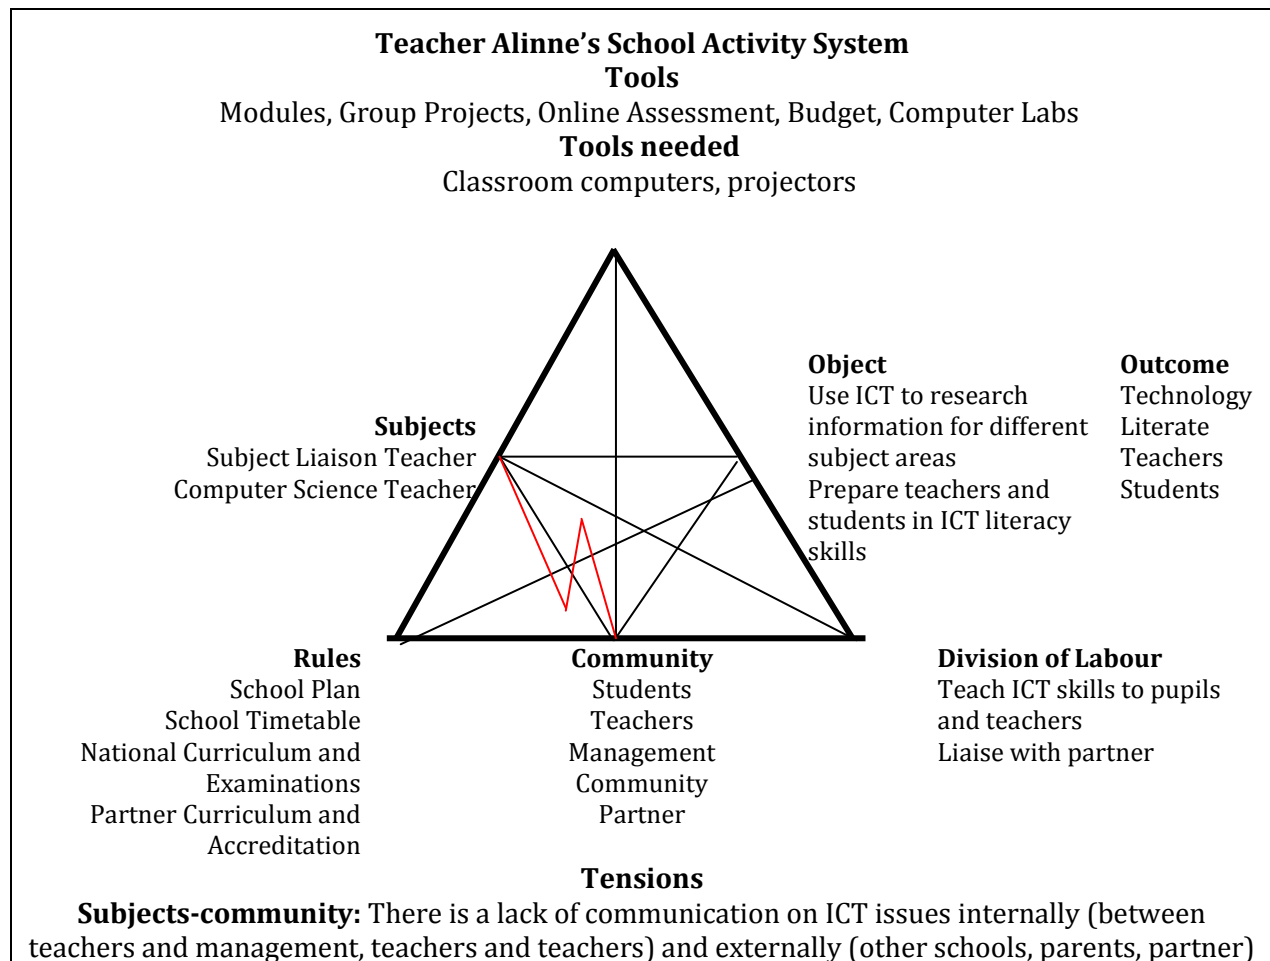 Teacher Alinne’s School Activity System
Tools
Modules, Group Projects, Online Assessment, Budget, Computer Labs
Tools needed
Classroom computers, projectors
Subjects
Subject Liaison Teacher
Computer Science Teacher
Object
Use ICT to research
information for different
subject areas
Prepare teachers and
students in ICT literacy
skills
Outcome
Technology
Literate
Teachers
Students
Rules
School Plan
School Timetable
National Curriculum and
Examinations
Partner Curriculum and
Accreditation
Community
Students
Teachers
Management
Community
Partner
Division of Labour
Teach ICT skills to pupils
and teachers
Liaise with partner
Tensions
Subjects-community: There is a lack of communication on ICT issues internally (between
teachers and management, teachers and teachers) and externally (other schools, parents, partner)